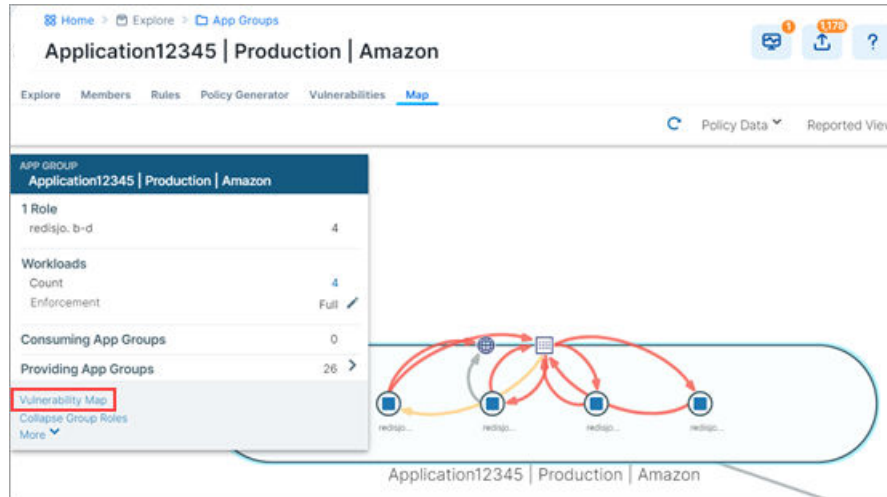 Home > Explore > App Groups
Application12345 | Production | Amazon
1
1,178
?
Explore Members Rules Policy Generator Vulnerabilities Map
Policy Data Reported Vie
APP GROUP
Application12345 | Production | Amazon
1 Role
redisjo. b-d 4
Workloads
Count 4
Enforcement Full
Consuming App Groups 0
Providing App Groups 26 >
Vulnerability Map
Collapse Group Roles
More
redisjo... redisjo... redisjo... redisjo...
Application12345 | Production | Amazon